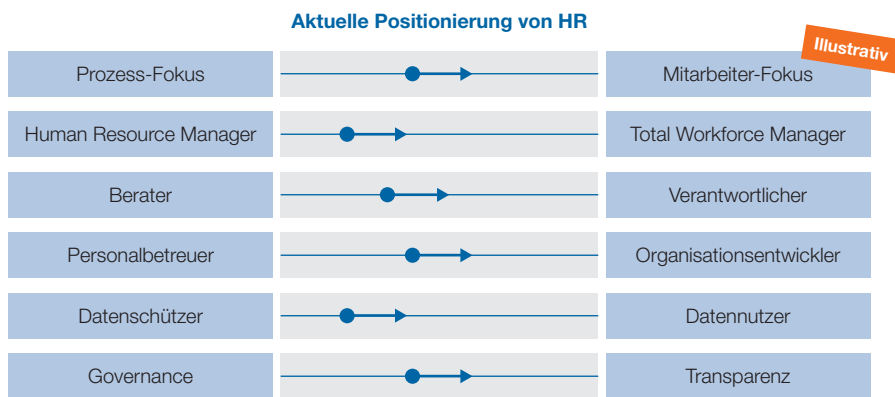 Aktuelle Positionierung von HR
Illustrativ
Prozess-Fokus
Mitarbeiter-Fokus
Human Resource Manager
Total Workforce Manager
Berater
Verantwortlicher
Personalbetreuer
Organisationsentwickler
Datenschützer
Datennutzer
Governance
Transparenz